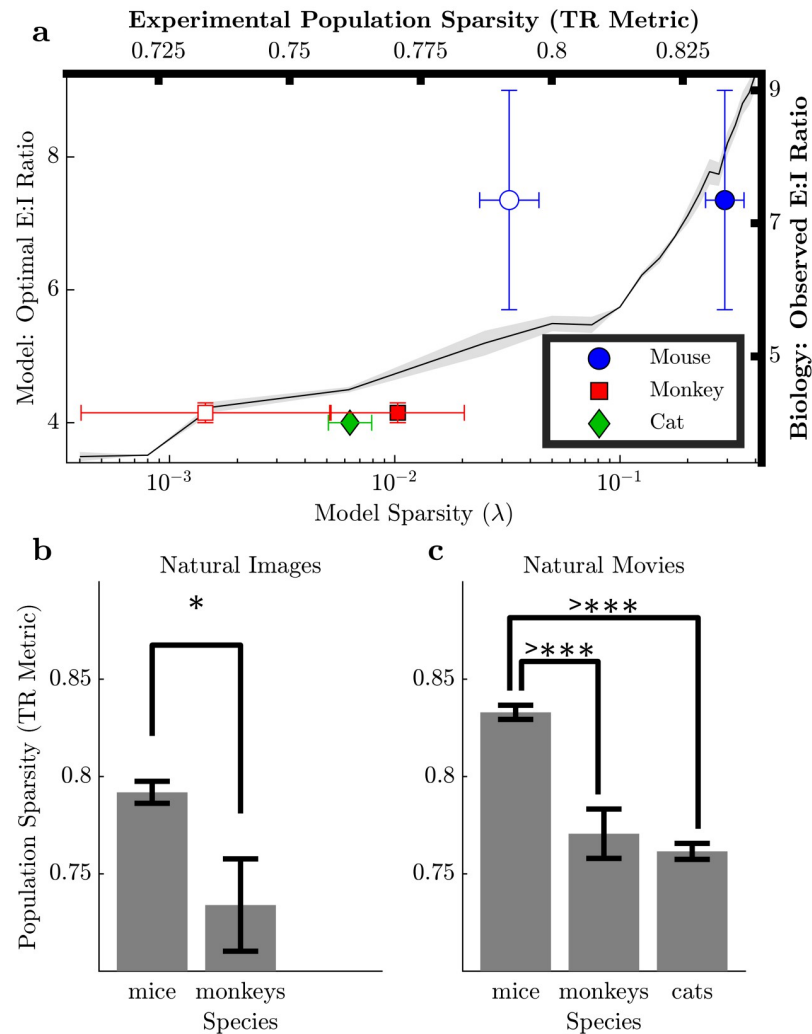 a
Experimental Population Sparsity (TR Metric)
0.725 0.75 0.775 0.8 0.825
Model: Optimal E:I Ratio
8
6
4
9
7
5
Biology: Observed E:I Ratio
Mouse
Monkey
Cat
10⁻³ 10⁻² 10⁻¹
Model Sparsity (λ)
b
Natural Images
*
Population Sparsity (TR Metric)
0.85
0.8
0.75
mice monkeys
Species
c
Natural Movies
>***
>***
0.85
0.8
0.75
mice monkeys cats
Species